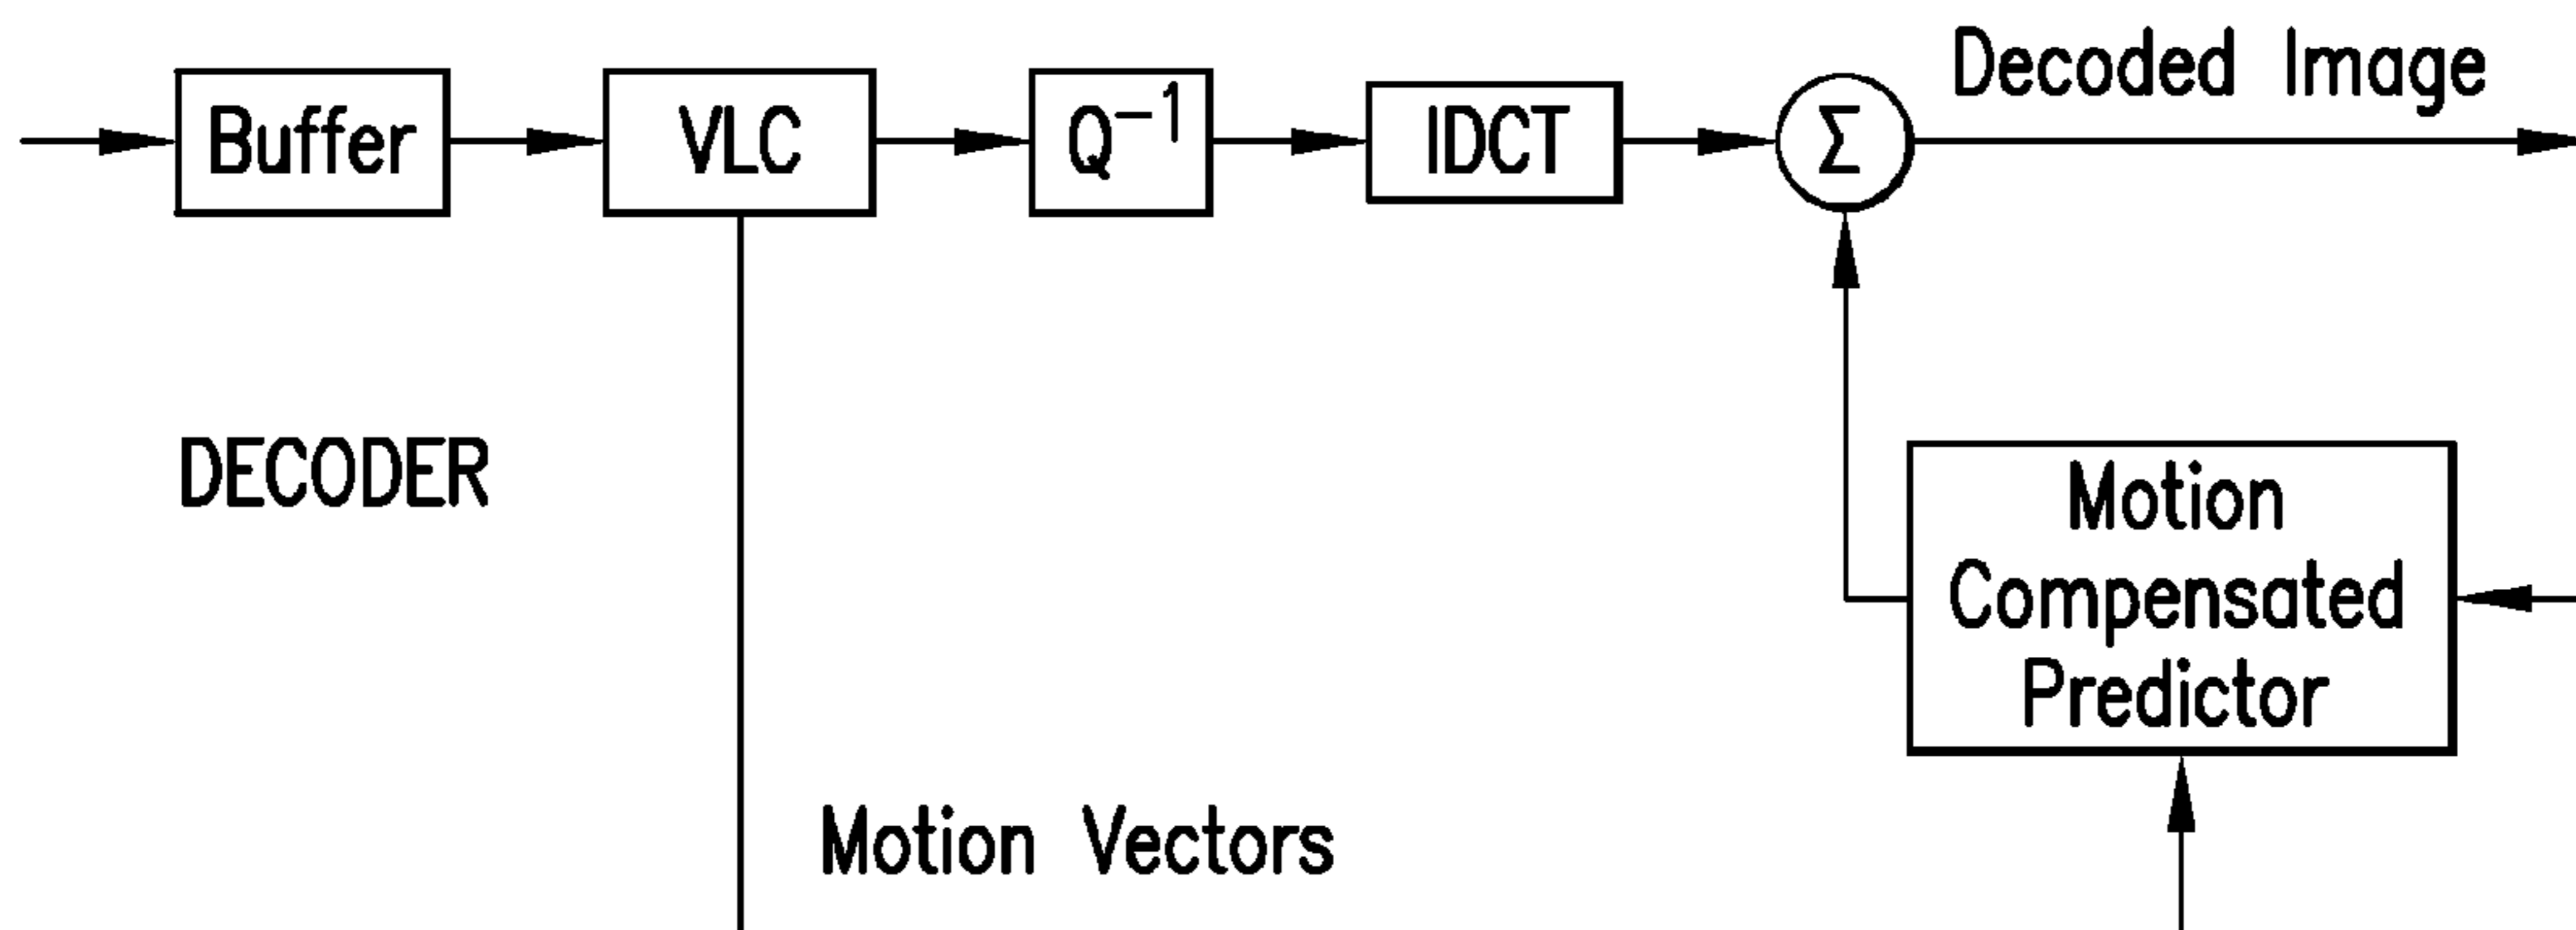 Buffer
VLC
Q⁻¹
IDCT
Σ
Decoded Image
DECODER
Motion
Compensated
Predictor
Motion Vectors